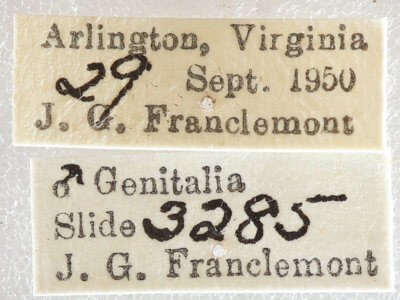 Arlington, Virginia
29 Sept. 1950
J. G. Franclemont
♂ Genitalia
Slide 3285
J. G. Franclemont